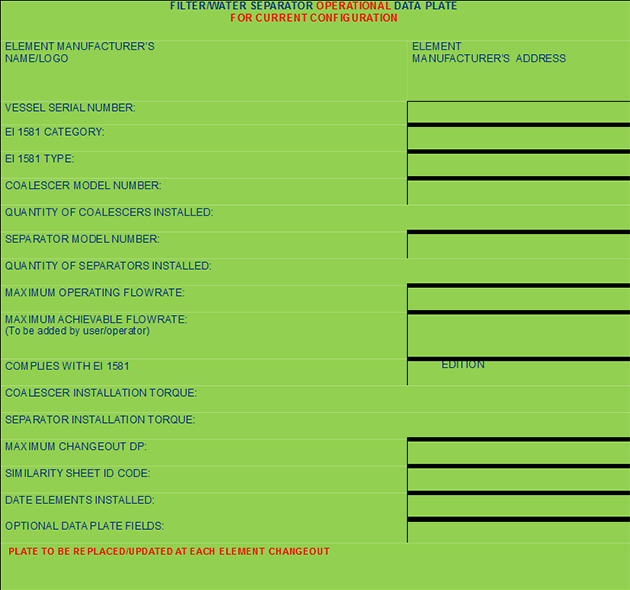 FILTER/WATER SEPARATOR OPERATIONAL DATA PLATE
FOR CURRENT CONFIGURATION
ELEMENT MANUFACTURER'S
NAME/LOGO
ELEMENT
MANUFACTURER'S ADDRESS
VESSEL SERIAL NUMBER:
EI 1581 CATEGORY:
EI 1581 TYPE:
COALESCER MODEL NUMBER:
QUANTITY OF COALESCERS INSTALLED:
SEPARATOR MODEL NUMBER:
QUANTITY OF SEPARATORS INSTALLED:
MAXIMUM OPERATING FLOWRATE:
MAXIMUM ACHIEVABLE FLOWRATE:
(To be added by user/operator)
COMPLIES WITH EI 1581 EDITION
COALESCER INSTALLATION TORQUE:
SEPARATOR INSTALLATION TORQUE:
MAXIMUM CHANGEOUT DP:
SIMILARITY SHEET ID CODE:
DATE ELEMENTS INSTALLED:
OPTIONAL DATA PLATE FIELDS:
PLATE TO BE REPLACED/UPDATED AT EACH ELEMENT CHANGEOUT